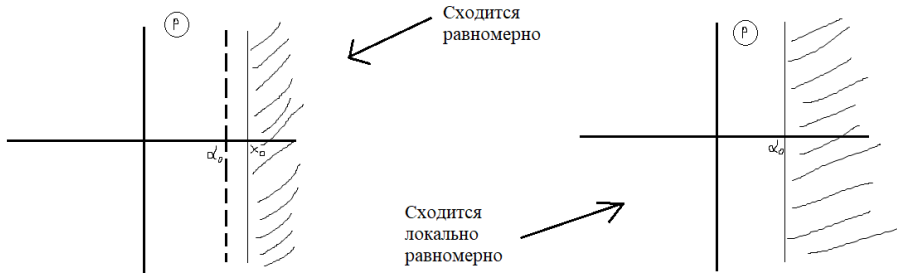 Сходится
равномерно
P
α₀
x₀
Сходится
локально
равномерно
P
α₀